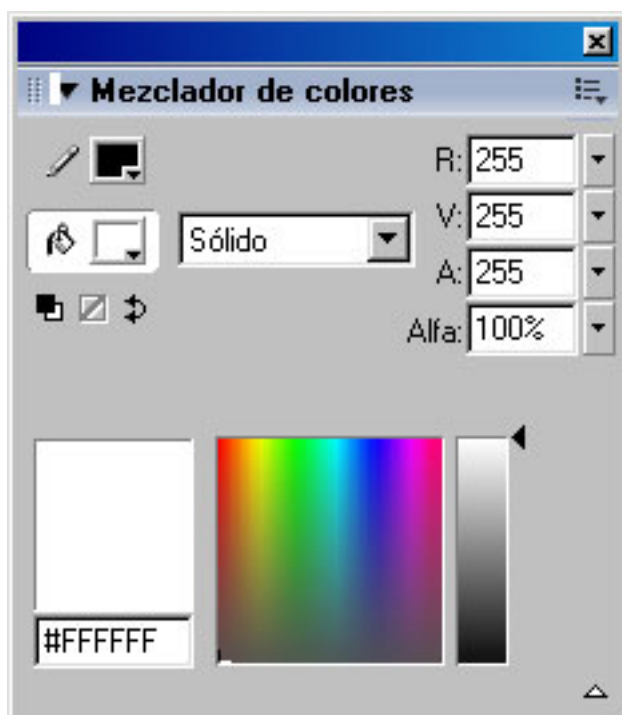 Mezclador de colores
R: 255
Sólido
V: 255
A: 255
Alfa: 100%
#FFFFFF